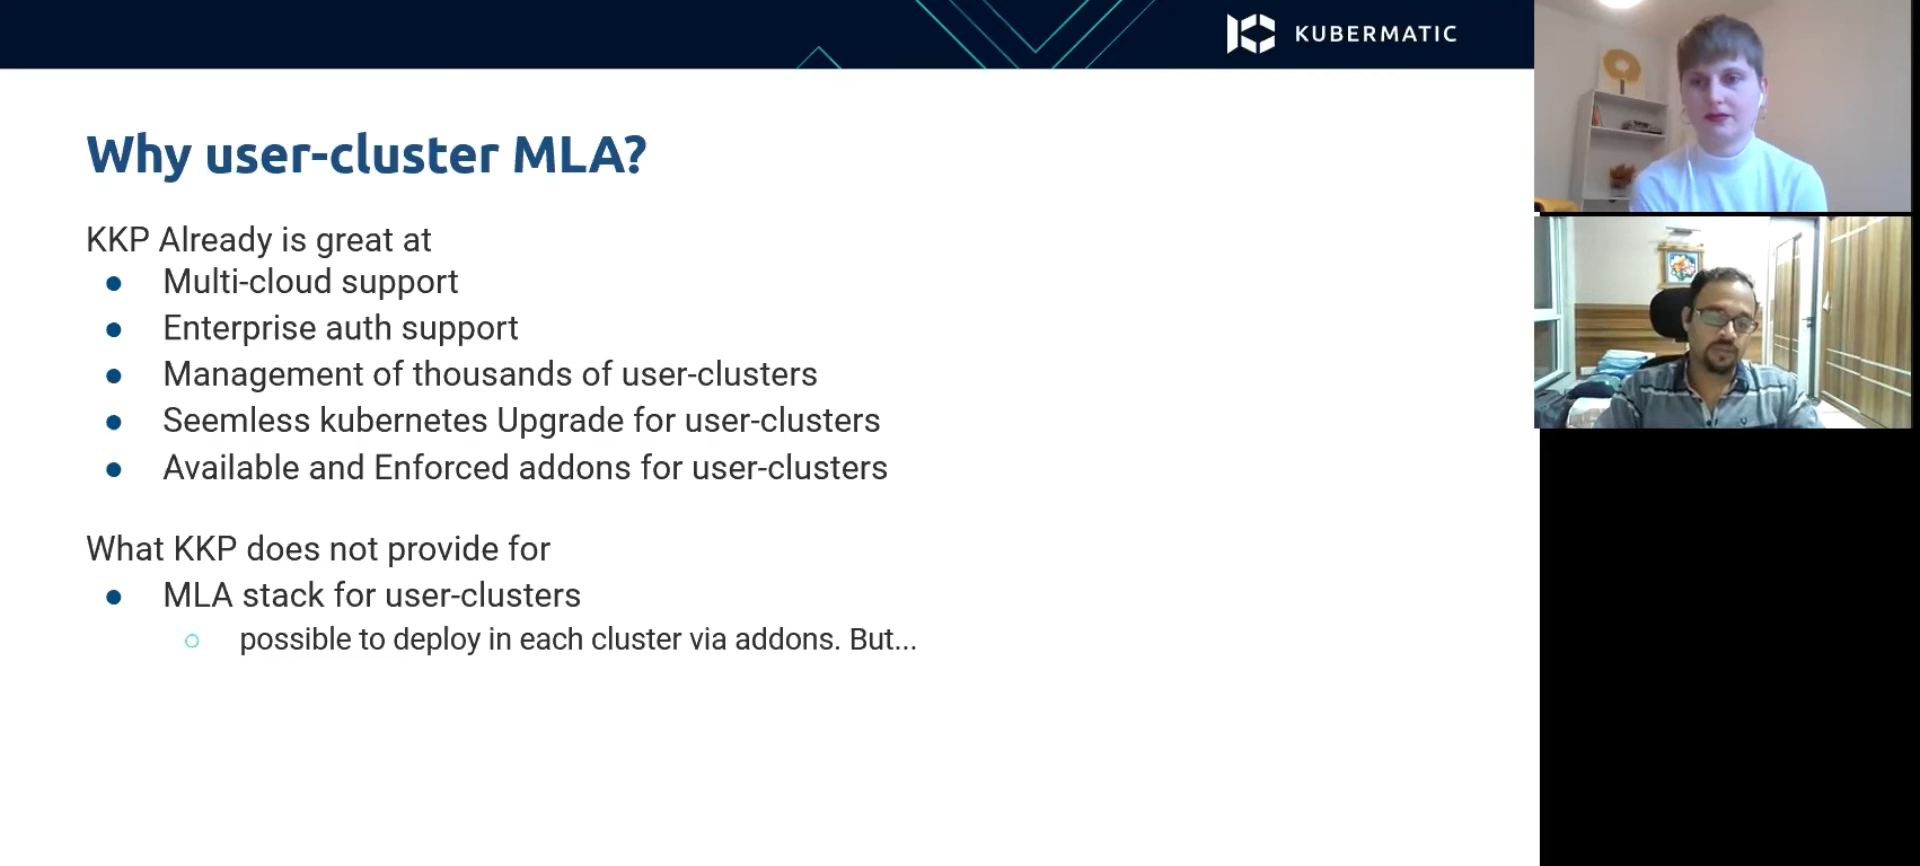 KUBERMATIC
Why user-cluster MLA?
KKP Already is great at
● Multi-cloud support
● Enterprise auth support
● Management of thousands of user-clusters
● Seemless kubernetes Upgrade for user-clusters
● Available and Enforced addons for user-clusters
What KKP does not provide for
● MLA stack for user-clusters
○ possible to deploy in each cluster via addons. But...